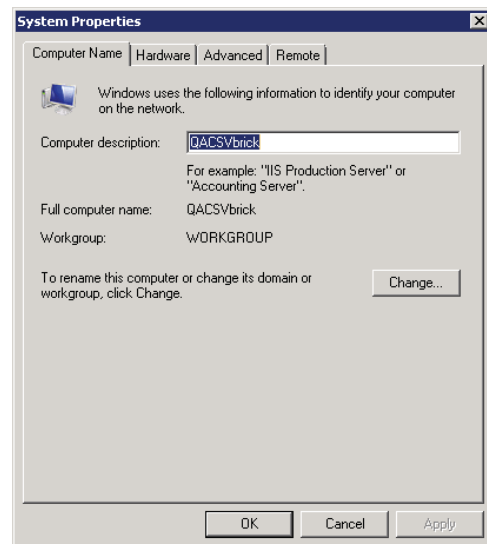 System Properties
Computer Name Hardware Advanced Remote
Windows uses the following information to identify your computer
on the network.
Computer description: QACSVbrick
For example: "IIS Production Server" or
"Accounting Server".
Full computer name: QACSVbrick
Workgroup: WORKGROUP
To rename this computer or change its domain or
workgroup, click Change.
Change...
OK Cancel Apply